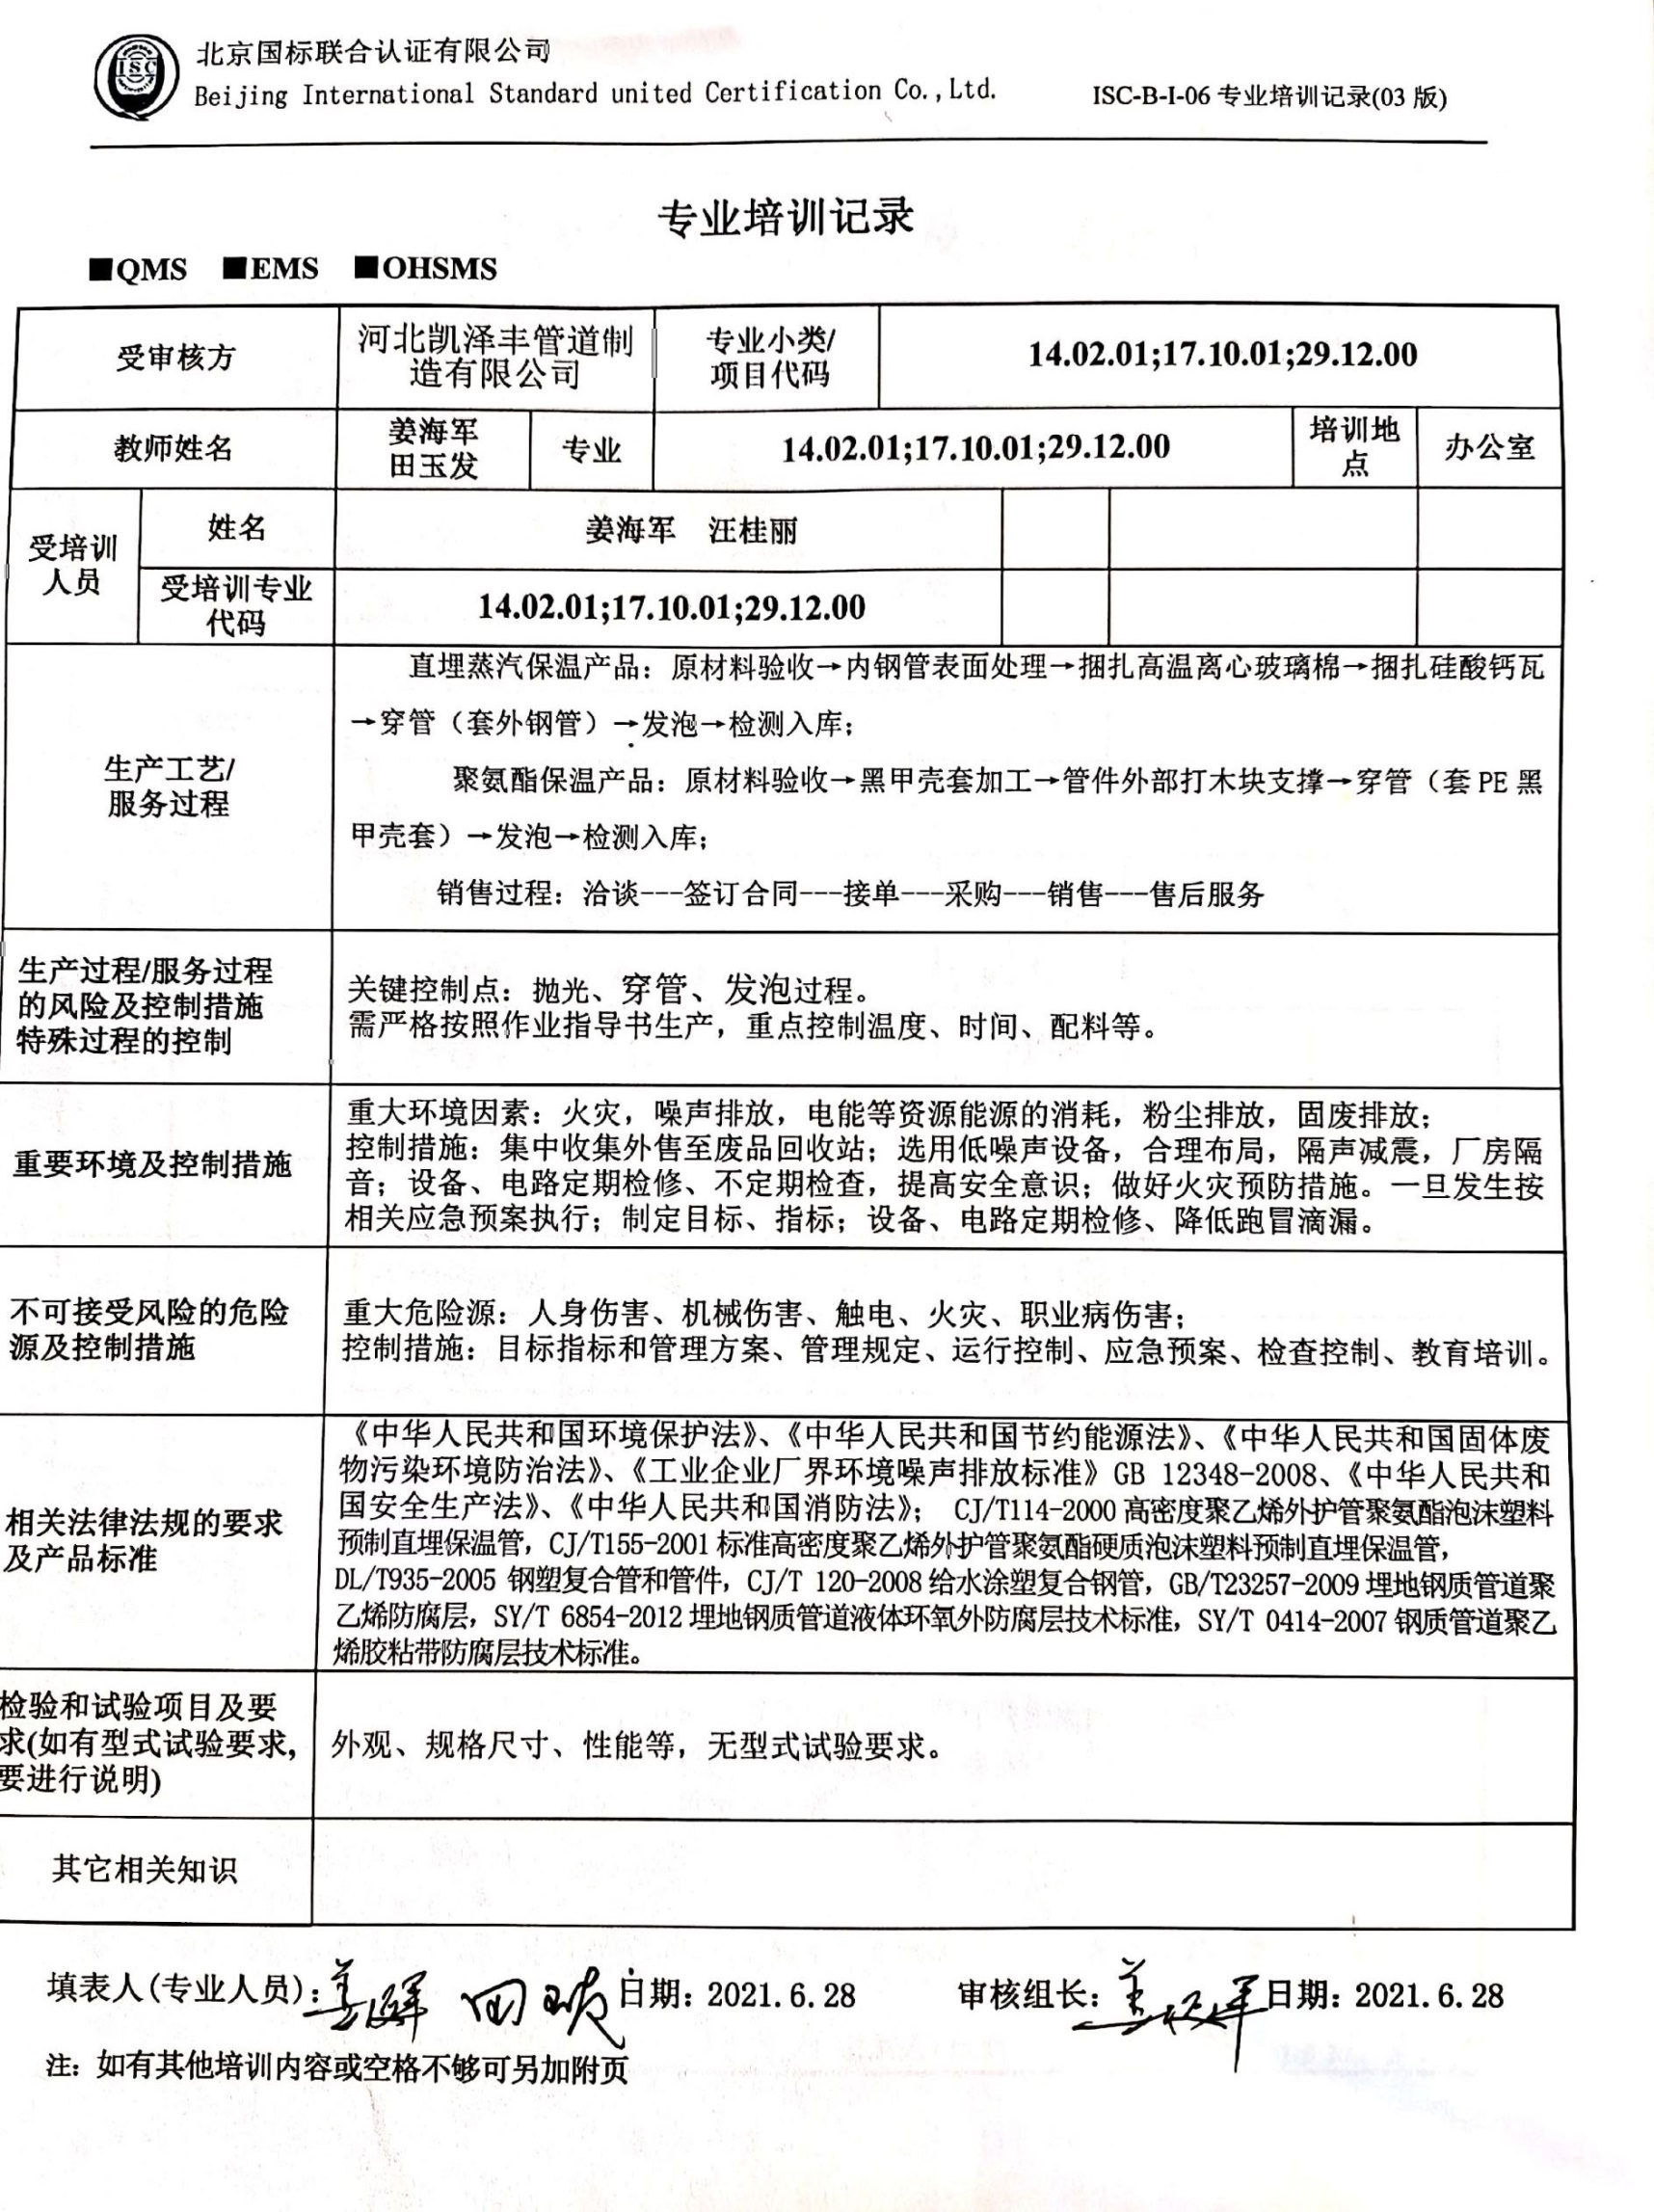 北京国标联合认证有限公司
Beijing International Standard united Certification Co.,Ltd.
ISC-B-I-06 专业培训记录(03 版)
ISC
专业培训记录
■QMS ■EMS ■OHSMS
受审核方
河北凯泽丰管道制
造有限公司
专业小类/
项目代码
14.02.01;17.10.01;29.12.00
教师姓名
姜海军
田玉发
专业
14.02.01;17.10.01;29.12.00
培训地
点
办公室
受培训
人员
姓名
姜海军 汪桂丽
受培训专业
代码
14.02.01;17.10.01;29.12.00
生产工艺/
服务过程
直埋蒸汽保温产品：原材料验收→内钢管表面处理→捆扎高温离心玻璃棉→捆扎硅酸钙瓦
→穿管（套外钢管）→发泡→检测入库；
聚氨酯保温产品：原材料验收→黑甲壳套加工→管件外部打木块支撑→穿管（套 PE 黑
甲壳套）→发泡→检测入库；
销售过程：洽谈---签订合同---接单---采购---销售---售后服务
生产过程/服务过程
的风险及控制措施
特殊过程的控制
关键控制点：抛光、穿管、发泡过程。
需严格按照作业指导书生产，重点控制温度、时间、配料等。
重要环境及控制措施
重大环境因素：火灾，噪声排放，电能等资源能源的消耗，粉尘排放，固废排放；
控制措施：集中收集外售至废品回收站；选用低噪声设备，合理布局，隔声减震，厂房隔
音；设备、电路定期检修、不定期检查，提高安全意识；做好火灾预防措施。一旦发生按
相关应急预案执行；制定目标、指标；设备、电路定期检修、降低跑冒滴漏。
不可接受风险的危险
源及控制措施
重大危险源：人身伤害、机械伤害、触电、火灾、职业病伤害；
控制措施：目标指标和管理方案、管理规定、运行控制、应急预案、检查控制、教育培训。
相关法律法规的要求
及产品标准
《中华人民共和国环境保护法》、《中华人民共和国节约能源法》、《中华人民共和国固体废
物污染环境防治法》、《工业企业厂界环境噪声排放标准》GB 12348-2008、《中华人民共和
国安全生产法》、《中华人民共和国消防法》； CJ/T114-2000 高密度聚乙烯外护管聚氨酯泡沫塑料
预制直埋保温管，CJ/T155-2001 标准高密度聚乙烯外护管聚氨酯硬质泡沫塑料预制直埋保温管，
DL/T935-2005 钢塑复合管和管件，CJ/T 120-2008 给水涂塑复合钢管，GB/T23257-2009 埋地钢质管道聚
乙烯防腐层，SY/T 6854-2012 埋地钢质管道液体环氧外防腐层技术标准，SY/T 0414-2007 钢质管道聚乙
烯胶粘带防腐层技术标准。
检验和试验项目及要
求(如有型式试验要求,
要进行说明)
外观、规格尺寸、性能等，无型式试验要求。
其它相关知识
填表人(专业人员)：姜海军 田玉发 日期：2021.6.28 审核组长：姜海军 日期：2021.6.28
注：如有其他培训内容或空格不够可另加附页